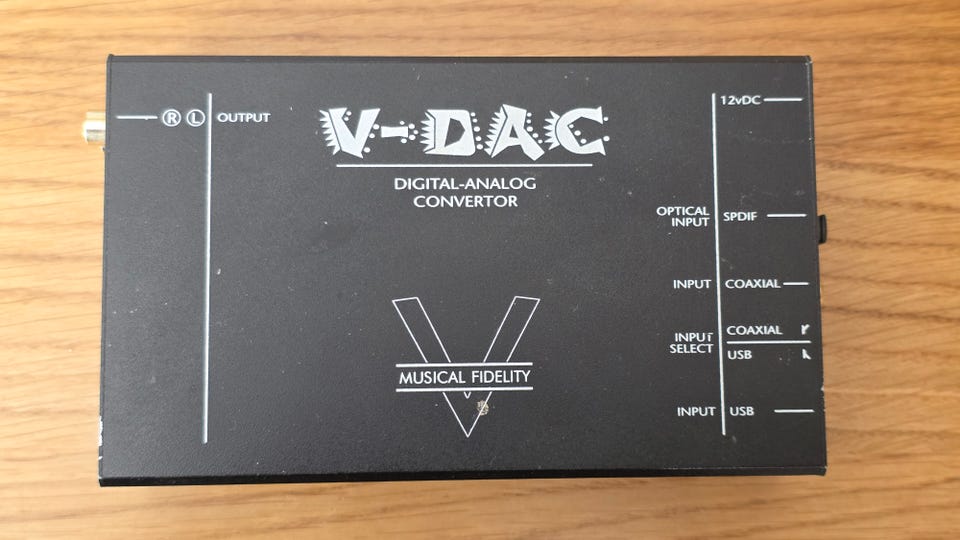 Ⓡ Ⓛ OUTPUT
V-DAC
DIGITAL-ANALOG
CONVERTOR
MUSICAL FIDELITY
12vDC
OPTICAL
INPUT
SPDIF
INPUT COAXIAL
INPUT
SELECT
COAXIAL
USB
INPUT USB